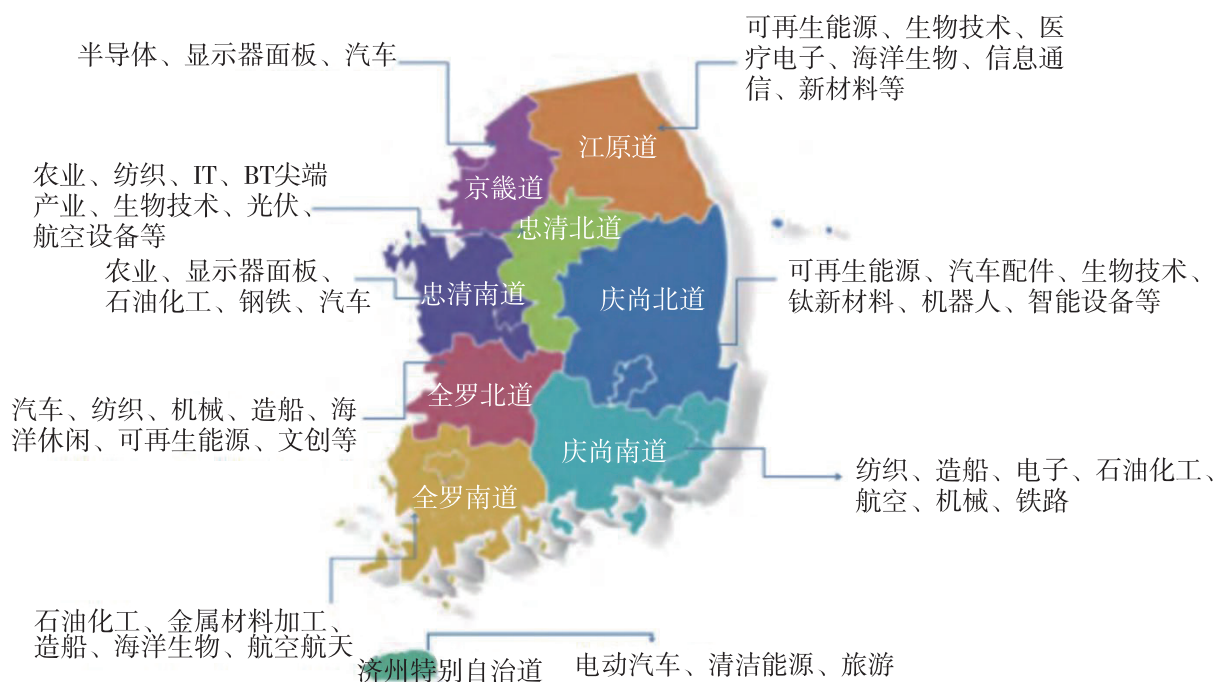 可再生能源、生物技术、医
疗电子、海洋生物、信息通
信、新材料等
半导体、显示器面板、汽车
江原道
京畿道
农业、纺织、IT、BT尖端
产业、生物技术、光伏、
航空设备等
忠清北道
农业、显示器面板、
石油化工、钢铁、汽车
忠清南道
庆尚北道
可再生能源、汽车配件、生物技术、
钛新材料、机器人、智能设备等
全罗北道
汽车、纺织、机械、造船、海
洋休闲、可再生能源、文创等
庆尚南道
纺织、造船、电子、石油化工、
航空、机械、铁路
全罗南道
石油化工、金属材料加工、
造船、海洋生物、航空航天
济州特别自治道
电动汽车、清洁能源、旅游